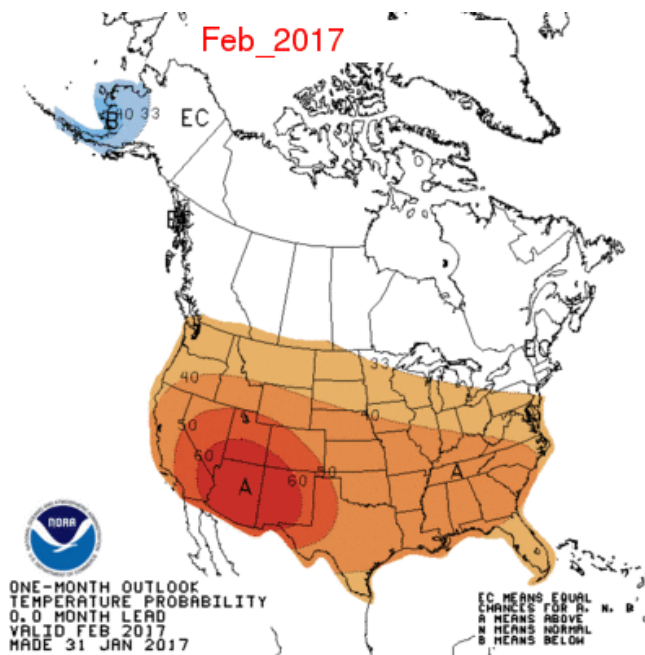 Feb_2017
B 40 33
EC
EC
EC
33
40
40
50
60
A
60
50
A
NOAA
ONE-MONTH OUTLOOK
TEMPERATURE PROBABILITY
0.0 MONTH LEAD
VALID FEB 2017
MADE 31 JAN 2017
EC MEANS EQUAL
CHANCES FOR A, N, B
A MEANS ABOVE
N MEANS NORMAL
B MEANS BELOW